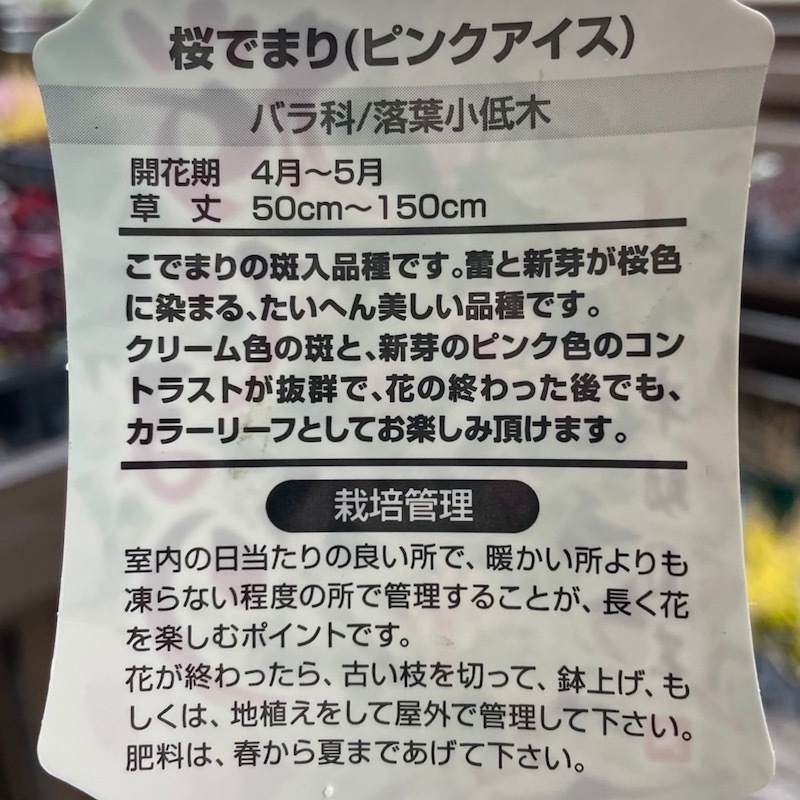 桜でまり(ピンクアイス)
バラ科/落葉小低木
開花期 4月～5月
草 丈 50cm～150cm
こでまりの斑入品種です。蕾と新芽が桜色
に染まる、たいへん美しい品種です。
クリーム色の斑と、新芽のピンク色のコン
トラストが抜群で、花の終わった後でも、
カラーリーフとしてお楽しみ頂けます。
栽培管理
室内の日当たりの良い所で、暖かい所よりも
凍らない程度の所で管理することが、長く花
を楽しむポイントです。
花が終わったら、古い枝を切って、鉢上げ、も
しくは、地植えをして屋外で管理して下さい。
肥料は、春から夏まであげて下さい。